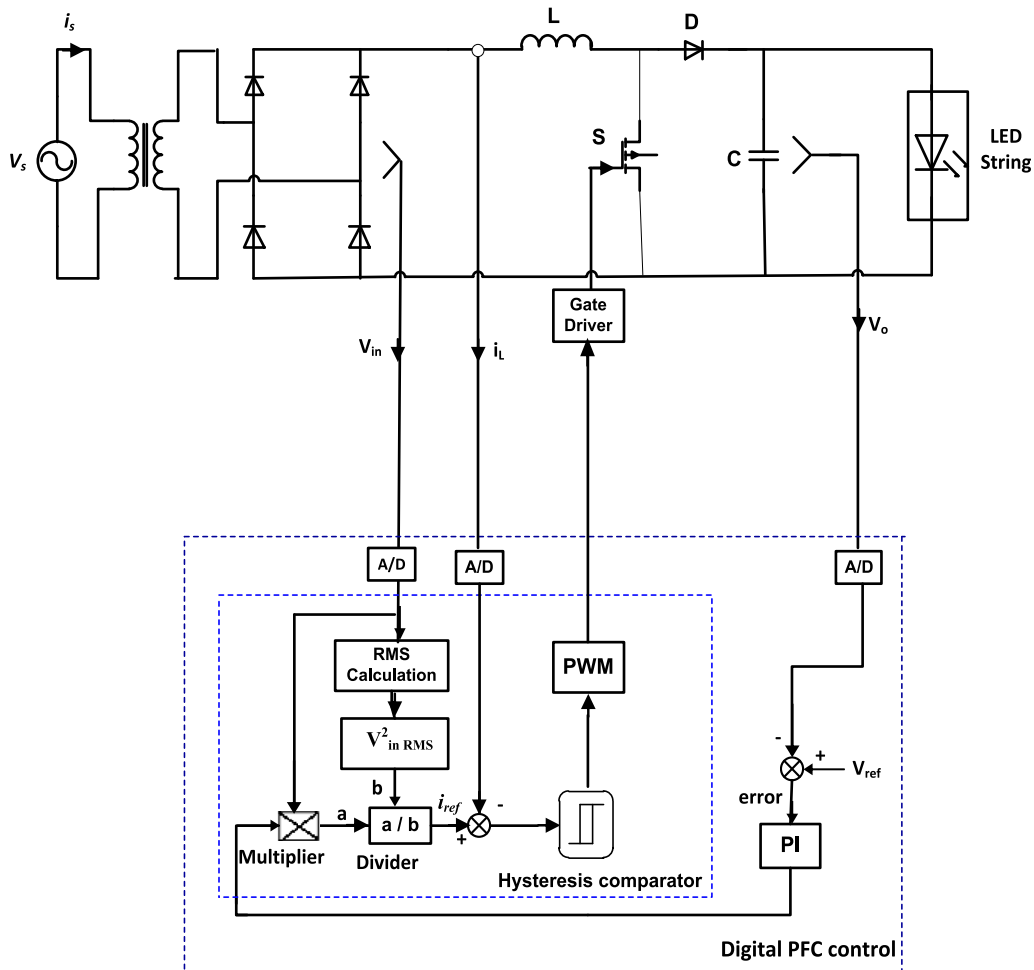 i_s
L
D
S
C
V_s
LED
String
Gate
Driver
V_in
i_L
V_o
A/D
A/D
A/D
RMS
Calculation
PWM
V²_in RMS
-
b
+
V_ref
i_ref
-
error
a
a / b
+
PI
Multiplier
Divider
Hysteresis comparator
Digital PFC control